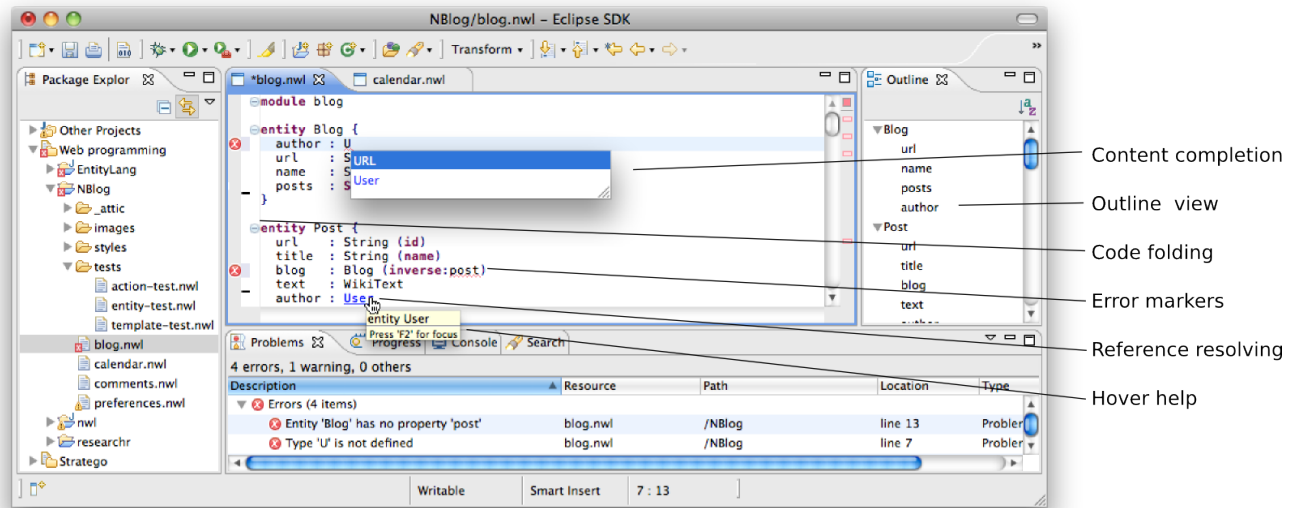 NBlog/blog.nwl – Eclipse SDK
Transform
»
Package Explor
*blog.nwl
calendar.nwl
Outline
Other Projects
Web programming
EntityLang
NBlog
_attic
images
styles
tests
action-test.nwl
entity-test.nwl
template-test.nwl
blog.nwl
calendar.nwl
comments.nwl
preferences.nwl
nwl
researchr
Stratego
module blog
entity Blog {
author : U
url : S
name : S
posts : S
}
URL
User
entity Post {
url : String (id)
title : String (name)
blog : Blog (inverse:post)
text : WikiText
author : User
entity User
Press 'F2' for focus
Blog
url
name
posts
author
Post
url
title
blog
text
author
Content completion
Outline view
Code folding
Error markers
Reference resolving
Hover help
Problems
Progress
Console
Search
4 errors, 1 warning, 0 others
Description Resource Path Location Type
Errors (4 items)
Entity 'Blog' has no property 'post' blog.nwl /NBlog line 13 Probler
Type 'U' is not defined blog.nwl /NBlog line 7 Probler
Writable Smart Insert 7 : 13